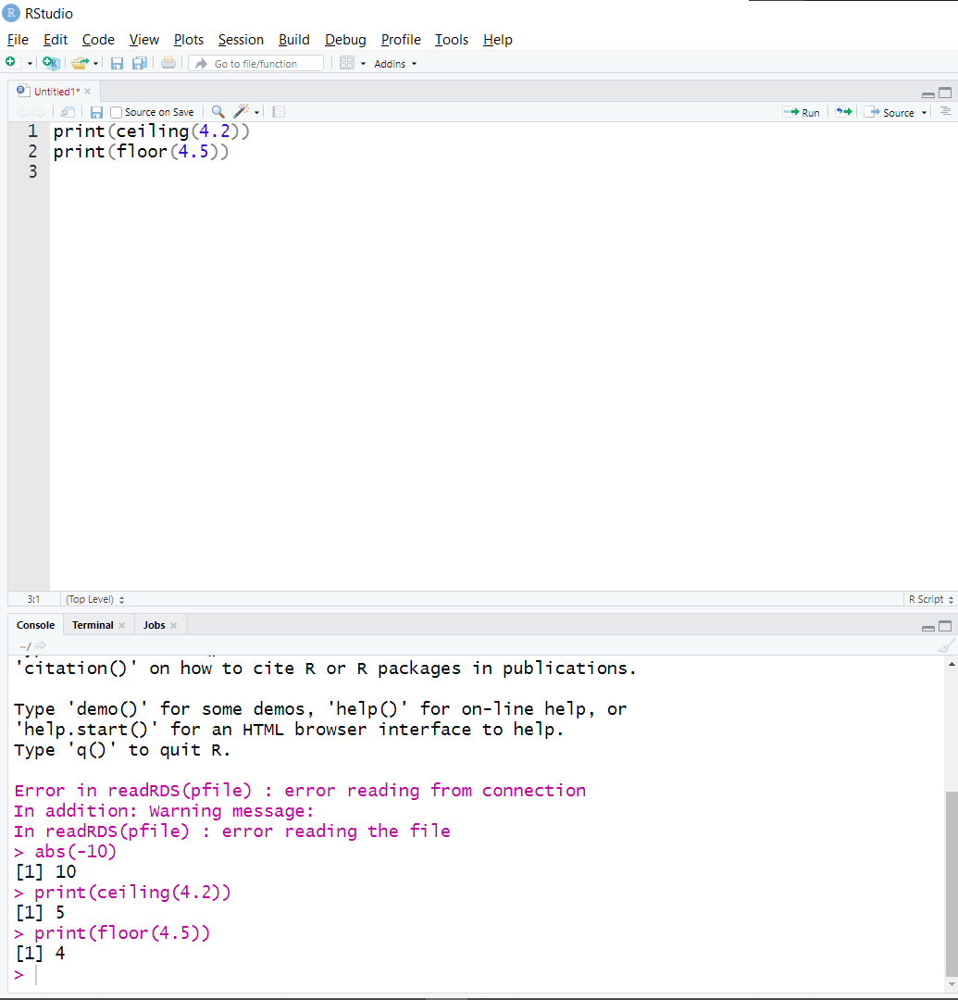 RStudio
File Edit Code View Plots Session Build Debug Profile Tools Help
Go to file/function Addins
Untitled1*
Source on Save Run Source
1 print(ceiling(4.2))
2 print(floor(4.5))
3
3:1 (Top Level) R Script
Console Terminal Jobs
~/
'citation()' on how to cite R or R packages in publications.
Type 'demo()' for some demos, 'help()' for on-line help, or
'help.start()' for an HTML browser interface to help.
Type 'q()' to quit R.
Error in readRDS(pfile) : error reading from connection
In addition: Warning message:
In readRDS(pfile) : error reading the file
> abs(-10)
[1] 10
> print(ceiling(4.2))
[1] 5
> print(floor(4.5))
[1] 4
>